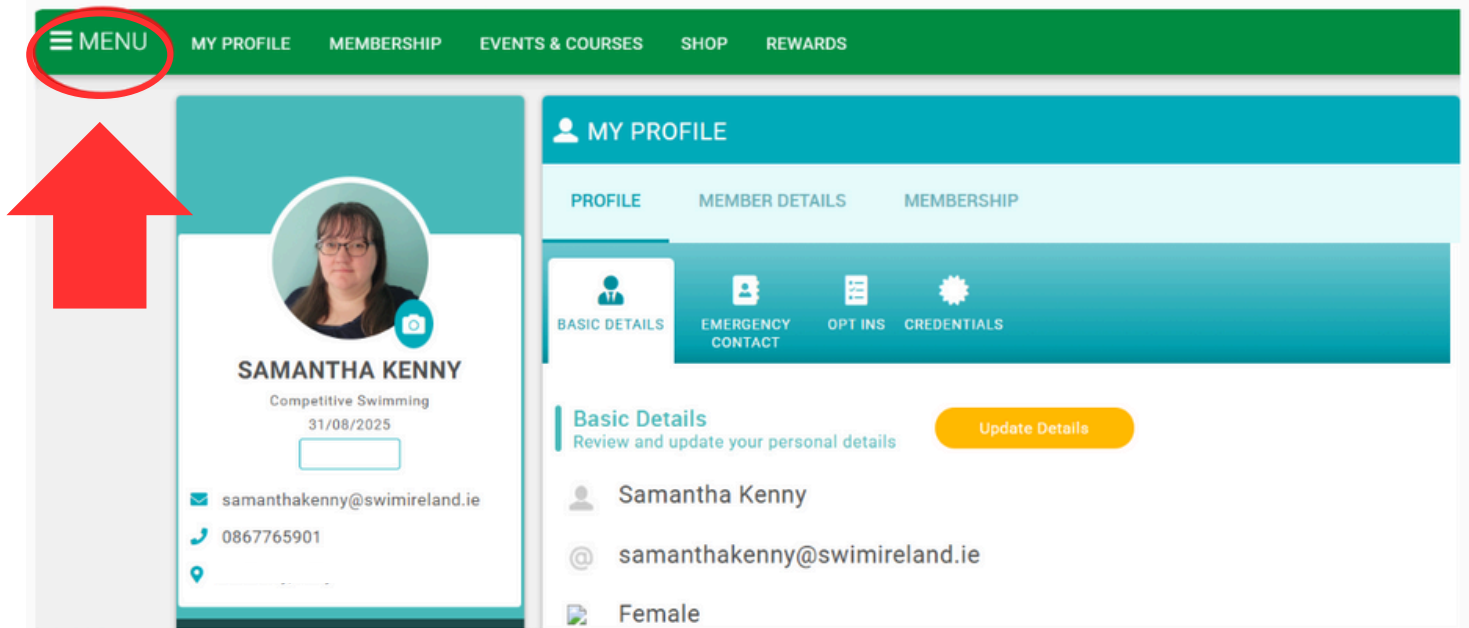 MENU MY PROFILE MEMBERSHIP EVENTS & COURSES SHOP REWARDS
SAMANTHA KENNY
Competitive Swimming
31/08/2025
samanthakenny@swimireland.ie
0867765901
MY PROFILE
PROFILE MEMBER DETAILS MEMBERSHIP
BASIC DETAILS
EMERGENCY
CONTACT
OPT INS
CREDENTIALS
Basic Details
Review and update your personal details
Update Details
Samantha Kenny
@ samanthakenny@swimireland.ie
Female